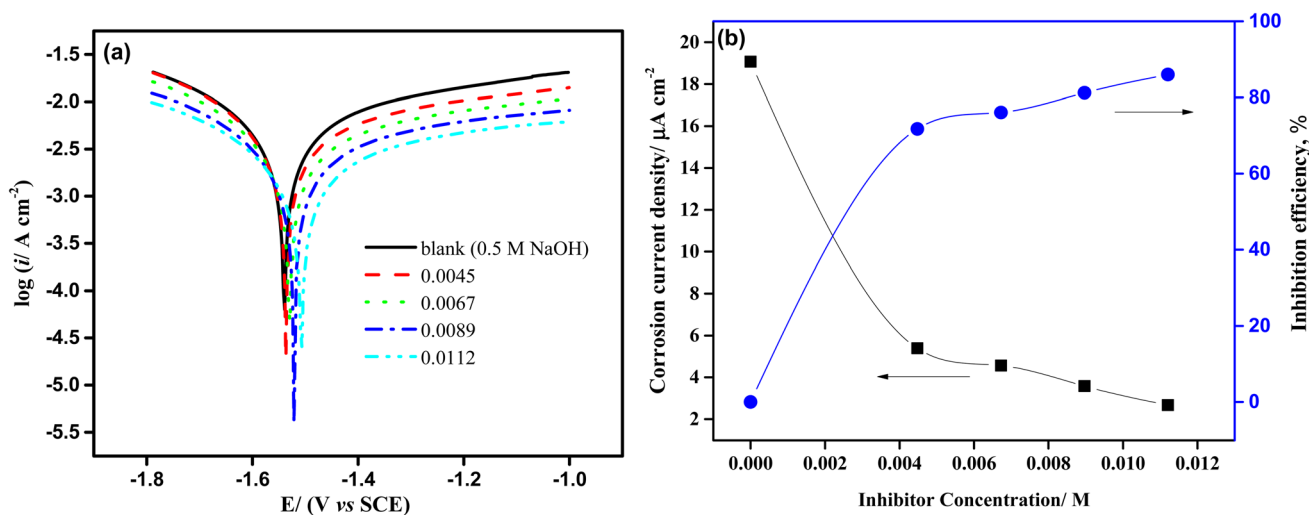 (a)
log (i/ A cm-2)
-1.5
-2.0
-2.5
-3.0
-3.5
-4.0
-4.5
-5.0
-5.5
blank (0.5 M NaOH)
0.0045
0.0067
0.0089
0.0112
-1.8 -1.6 -1.4 -1.2 -1.0
E/ (V vs SCE)
(b)
Corrosion current density/ μA cm-2
20
18
16
14
12
10
8
6
4
2
100
80
60
40
20
0
Inhibition efficiency, %
0.000 0.002 0.004 0.006 0.008 0.010 0.012
Inhibitor Concentration/ M